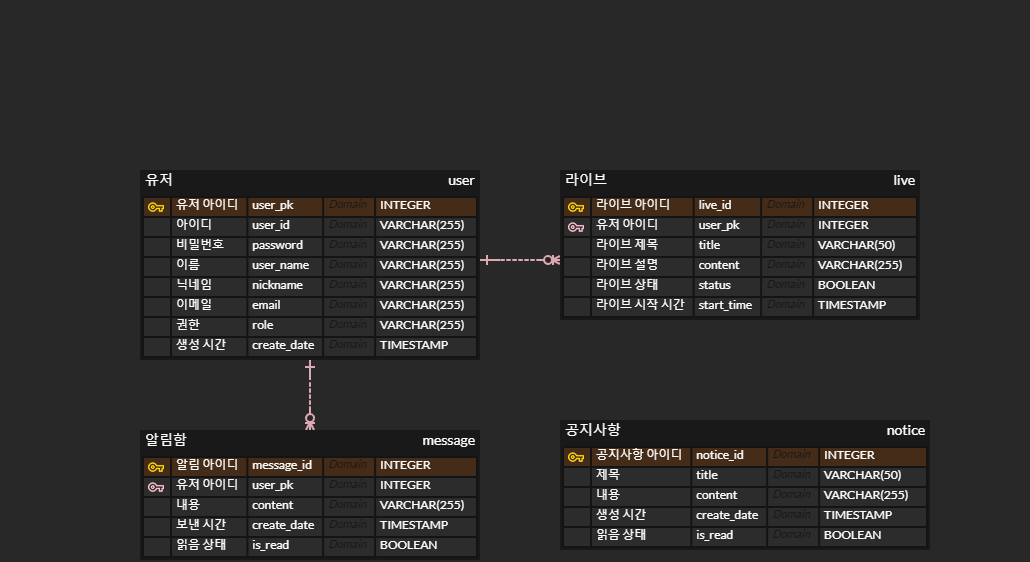 유저 user
유저 아이디 user_pk Domain INTEGER
아이디 user_id Domain VARCHAR(255)
비밀번호 password Domain VARCHAR(255)
이름 user_name Domain VARCHAR(255)
닉네임 nickname Domain VARCHAR(255)
이메일 email Domain VARCHAR(255)
권한 role Domain VARCHAR(255)
생성 시간 create_date Domain TIMESTAMP
라이브 live
라이브 아이디 live_id Domain INTEGER
유저 아이디 user_pk Domain INTEGER
라이브 제목 title Domain VARCHAR(50)
라이브 설명 content Domain VARCHAR(255)
라이브 상태 status Domain BOOLEAN
라이브 시작 시간 start_time Domain TIMESTAMP
알림함 message
알림 아이디 message_id Domain INTEGER
유저 아이디 user_pk Domain INTEGER
내용 content Domain VARCHAR(255)
보낸 시간 create_date Domain TIMESTAMP
읽음 상태 is_read Domain BOOLEAN
공지사항 notice
공지사항 아이디 notice_id Domain INTEGER
제목 title Domain VARCHAR(50)
내용 content Domain VARCHAR(255)
생성 시간 create_date Domain TIMESTAMP
읽음 상태 is_read Domain BOOLEAN